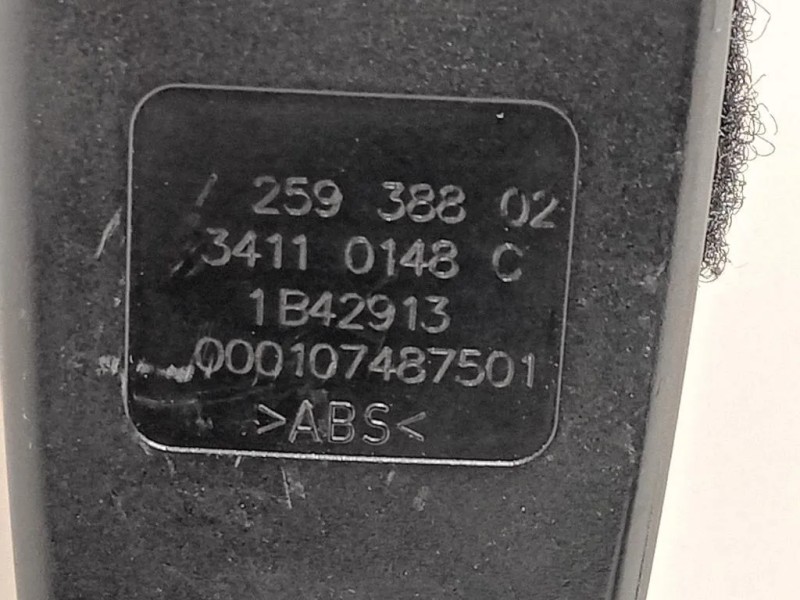 259 388 02
3411 0148 C
1B42913
000107487501
>ABS<